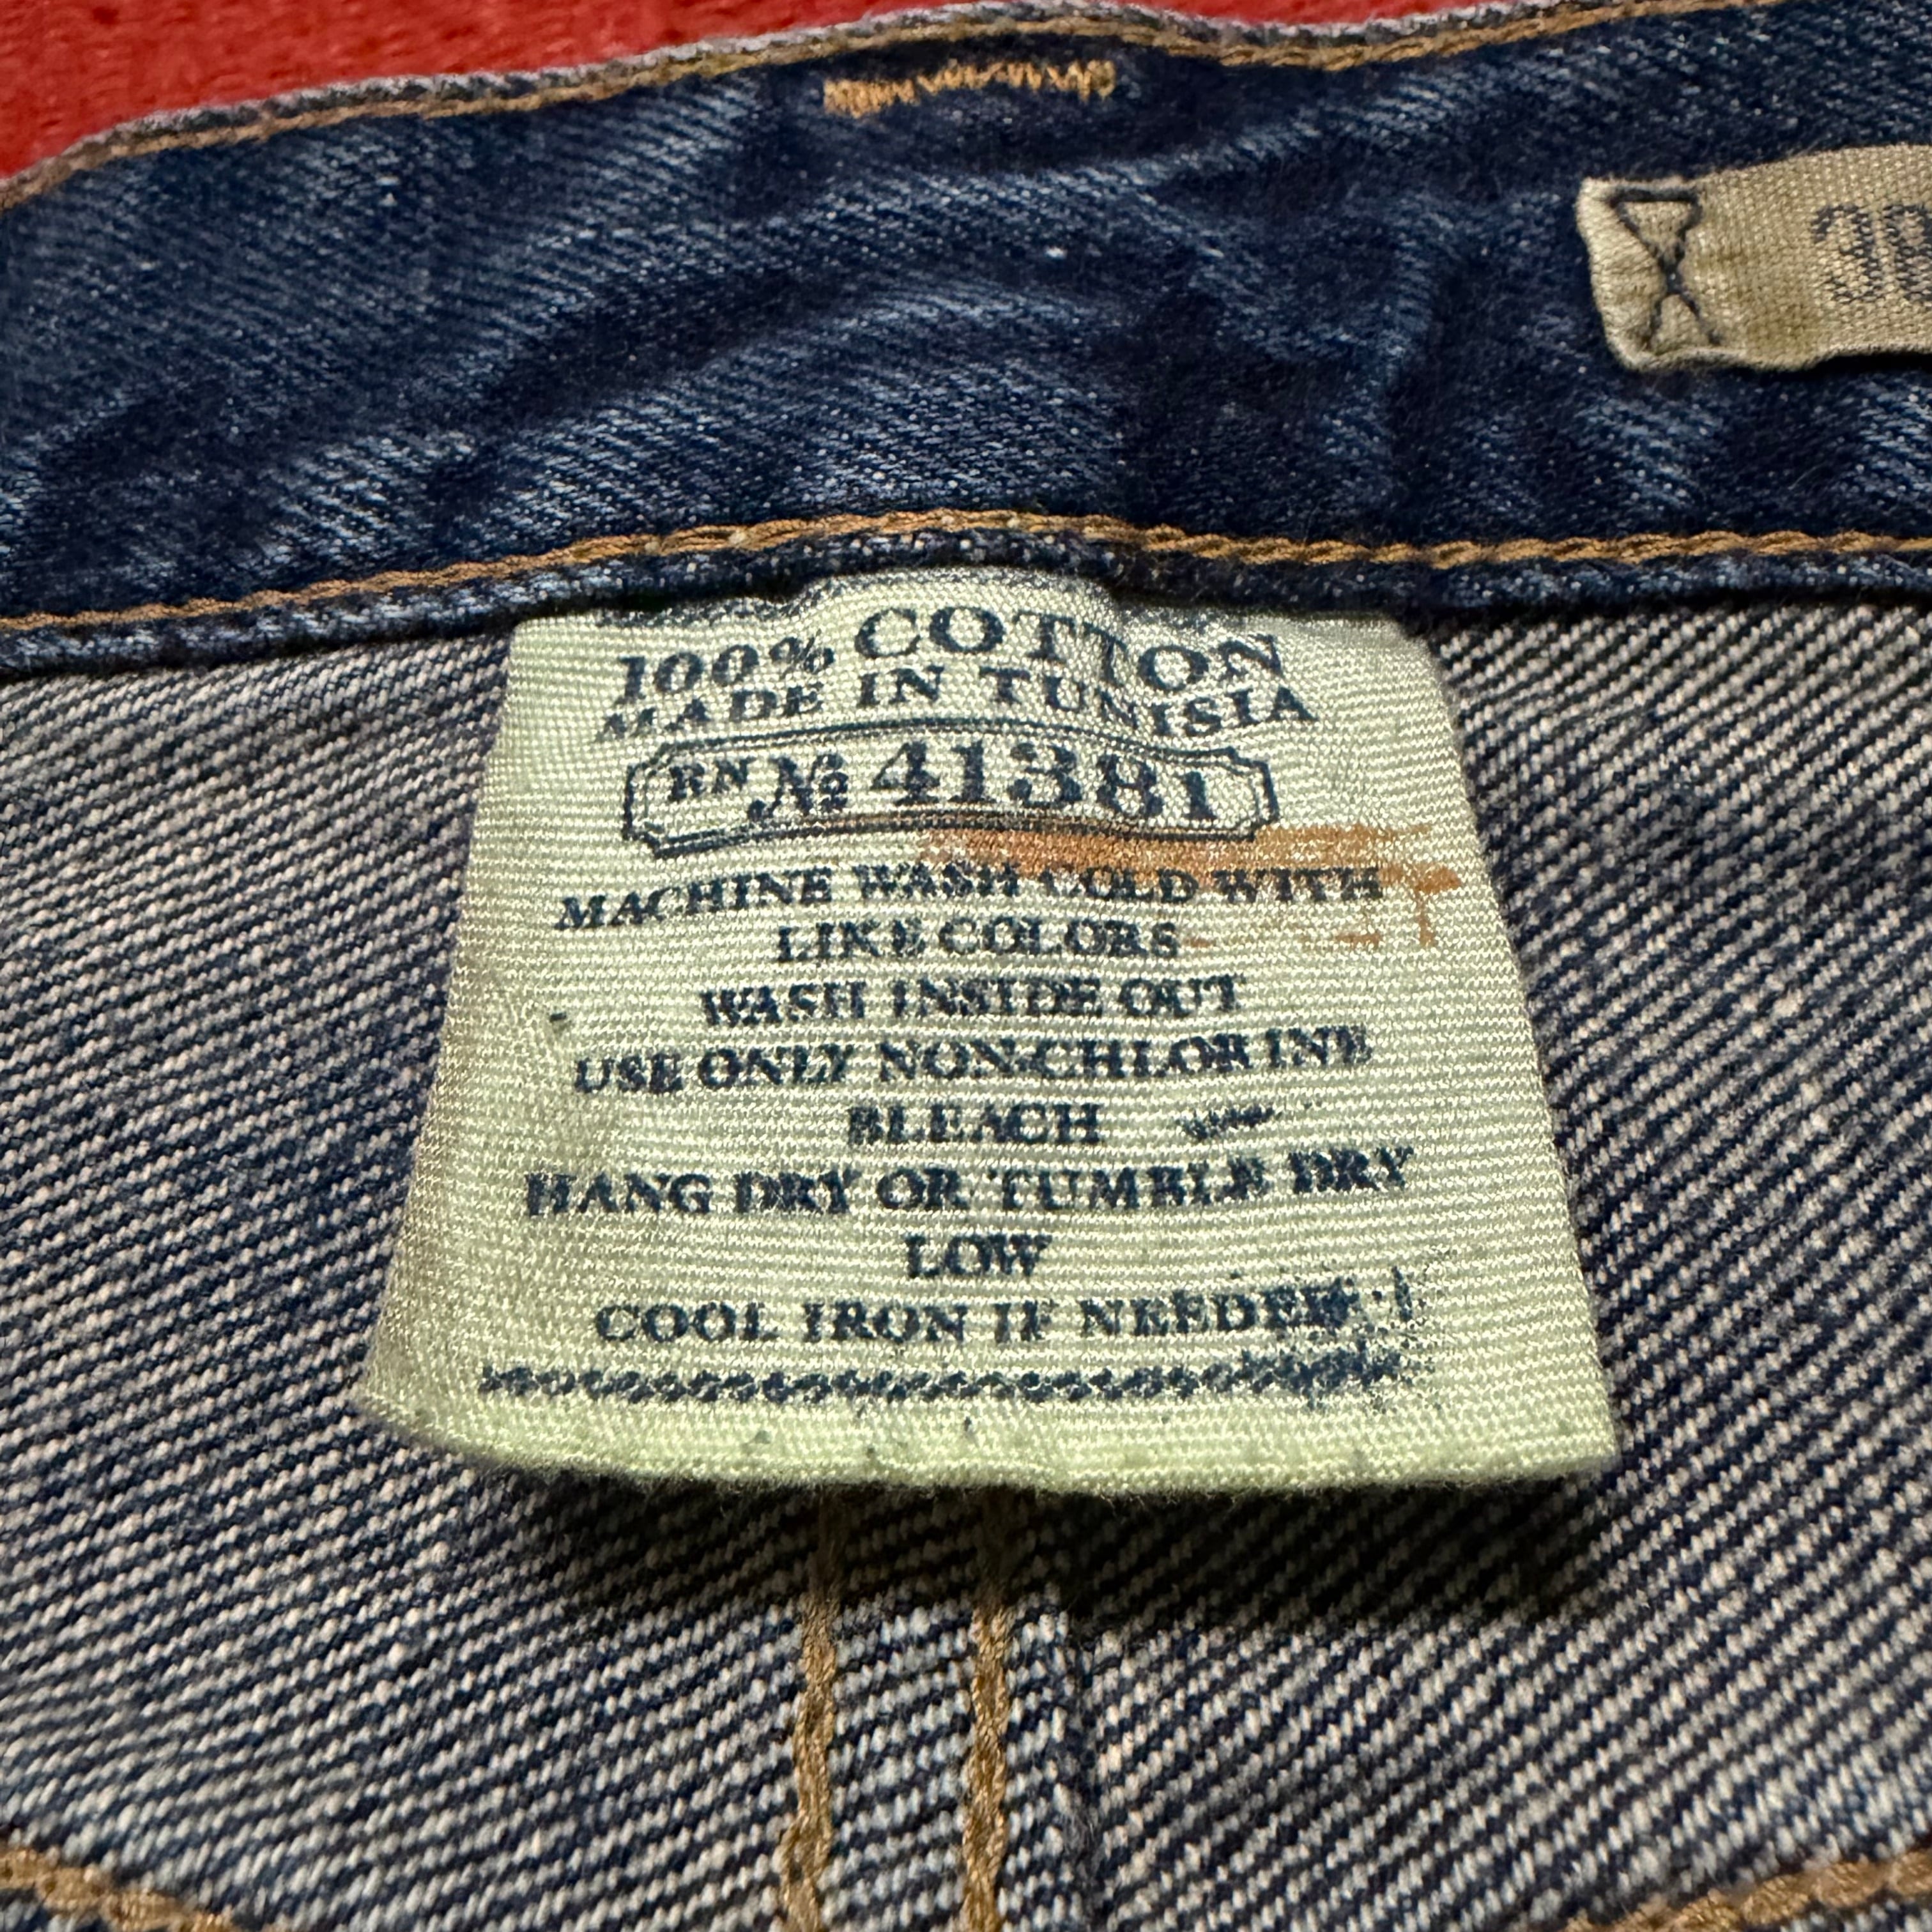 100% COTTON
MADE IN TUNISIA
RN № 41381
MACHINE WASH COLD WITH
LIKE COLORS
WASH INSIDE OUT
USE ONLY NON-CHLORINE
BLEACH
HANG DRY OR TUMBLE DRY
LOW
COOL IRON IF NEEDED